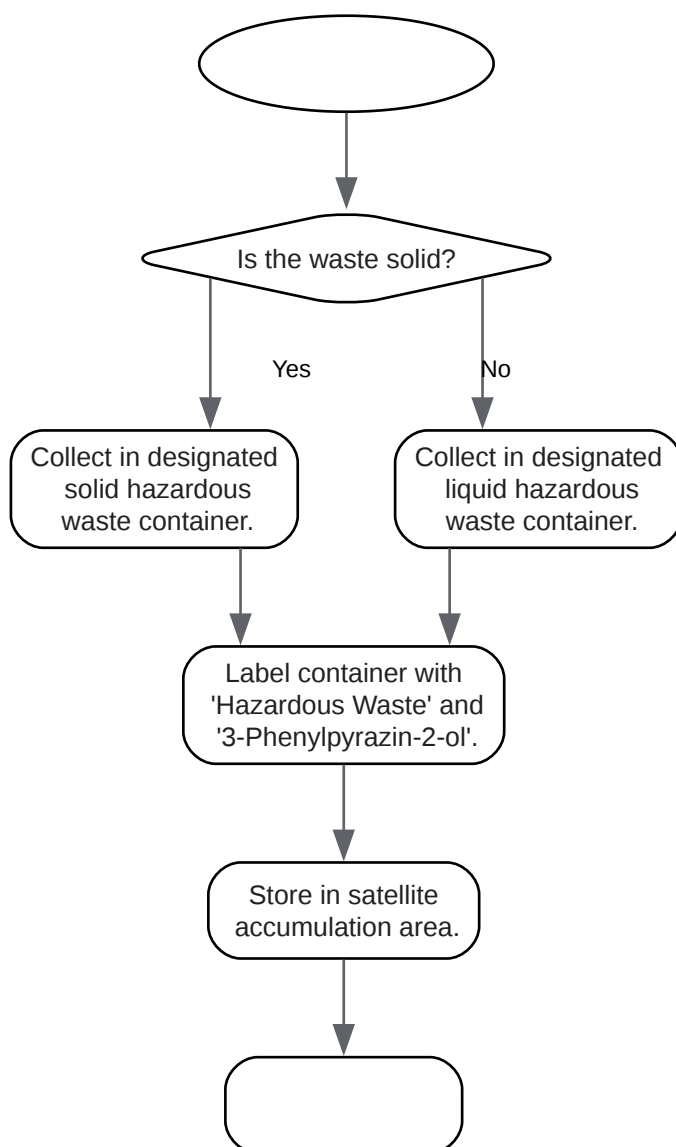 Is the waste solid?
Yes
No
Collect in designated
solid hazardous
waste container.
Collect in designated
liquid hazardous
waste container.
Label container with
'Hazardous Waste' and
'3-Phenylpyrazin-2-ol'.
Store in satellite
accumulation area.